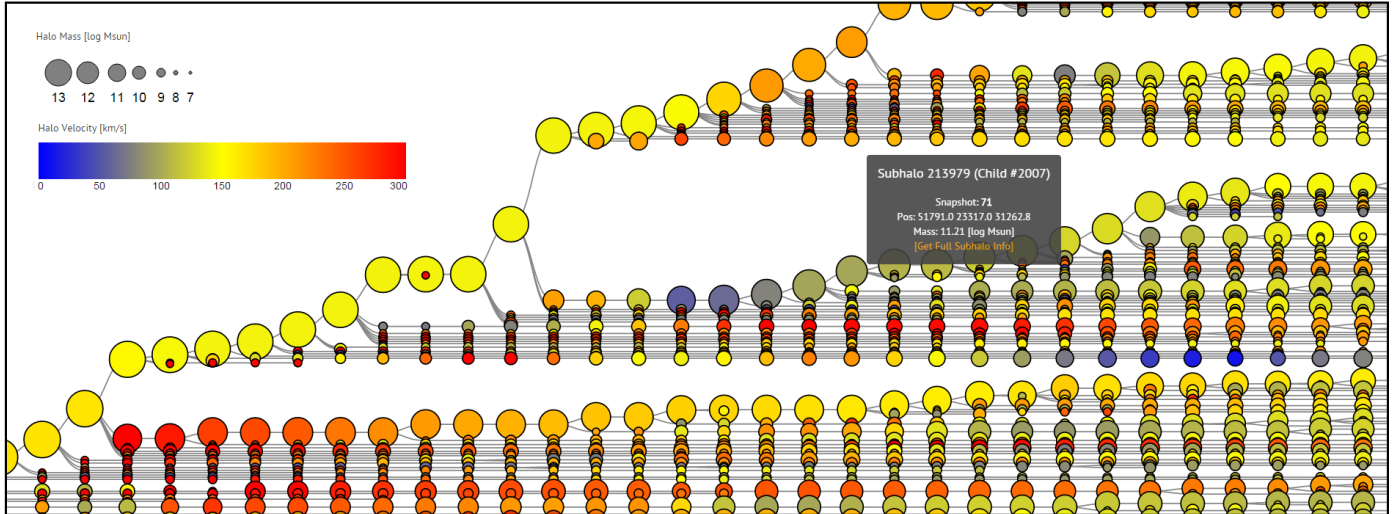 Halo Mass [log Msun]
13 12 11 10 9 8 7
Halo Velocity [km/s]
0 50 100 150 200 250 300
Subhalo 213979 (Child #2007)
Snapshot: 71
Pos: 51791.0 23317.0 31262.8
Mass: 11.21 [log Msun]
[Get Full Subhalo Info]